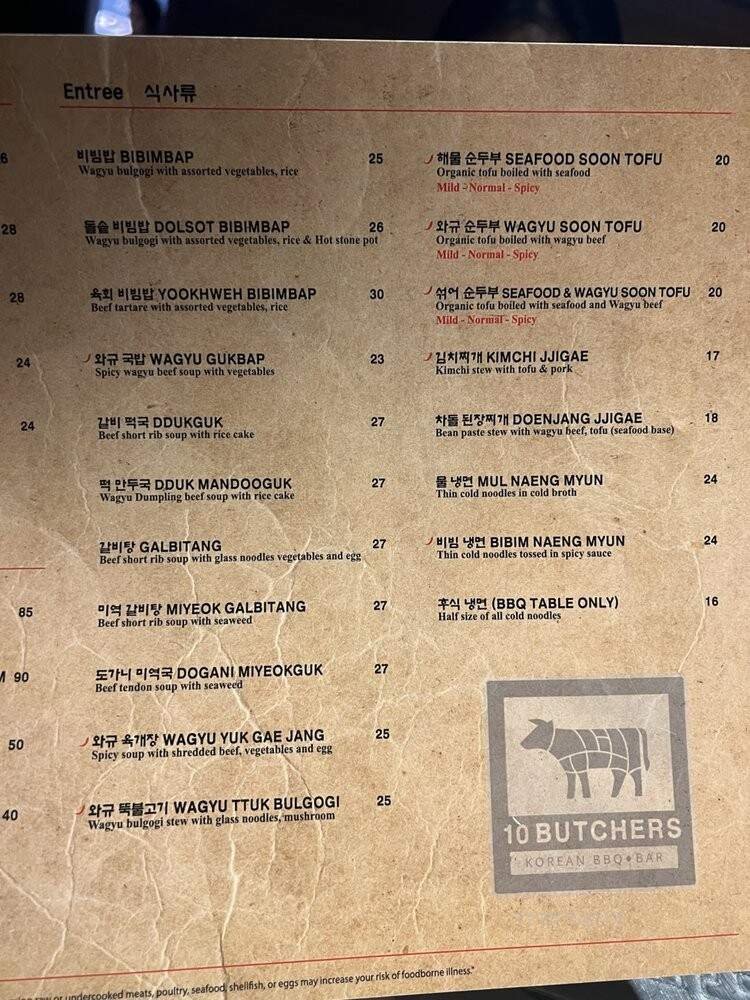 Entree 식사류
6
28
28
24
24
85
M 90
50
40
비빔밥 BIBIMBAP 25
Wagyu bulgogi with assorted vegetables, rice
돌솥 비빔밥 DOLSOT BIBIMBAP 26
Wagyu bulgogi with assorted vegetables, rice & Hot stone pot
육회 비빔밥 YOOKHWEH BIBIMBAP 30
Beef tartare with assorted vegetables, rice
와규 국밥 WAGYU GUKBAP 23
Spicy wagyu beef soup with vegetables
갈비 떡국 DDUKGUK 27
Beef short rib soup with rice cake
떡 만두국 DDUK MANDOOGUK 27
Wagyu Dumpling beef soup with rice cake
갈비탕 GALBITANG 27
Beef short rib soup with glass noodles vegetables and egg
미역 갈비탕 MIYEOK GALBITANG 27
Beef short rib soup with seaweed
도가니 미역국 DOGANI MIYEOKGUK 27
Beef tendon soup with seaweed
와규 육개장 WAGYU YUK GAE JANG 25
Spicy soup with shredded beef, vegetables and egg
와규 뚝불고기 WAGYU TTUK BULGOGI 25
Wagyu bulgogi stew with glass noodles, mushroom
해물 순두부 SEAFOOD SOON TOFU 20
Organic tofu boiled with seafood
Mild - Normal - Spicy
와규 순두부 WAGYU SOON TOFU 20
Organic tofu boiled with wagyu beef
Mild - Normal - Spicy
섞어 순두부 SEAFOOD & WAGYU SOON TOFU 20
Organic tofu boiled with seafood and Wagyu beef
Mild - Normal - Spicy
김치찌개 KIMCHI JJIGAE 17
Kimchi stew with tofu & pork
차돌 된장찌개 DOENJANG JJIGAE 18
Bean paste stew with wagyu beef, tofu (seafood base)
물 냉면 MUL NAENG MYUN 24
Thin cold noodles in cold broth
비빔 냉면 BIBIM NAENG MYUN 24
Thin cold noodles tossed in spicy sauce
후식 냉면 (BBQ TABLE ONLY) 16
Half size of all cold noodles
10 BUTCHERS
KOREAN BBQ BAR
raw or undercooked meats, poultry, seafood, shellfish, or eggs may increase your risk of foodborne illness."